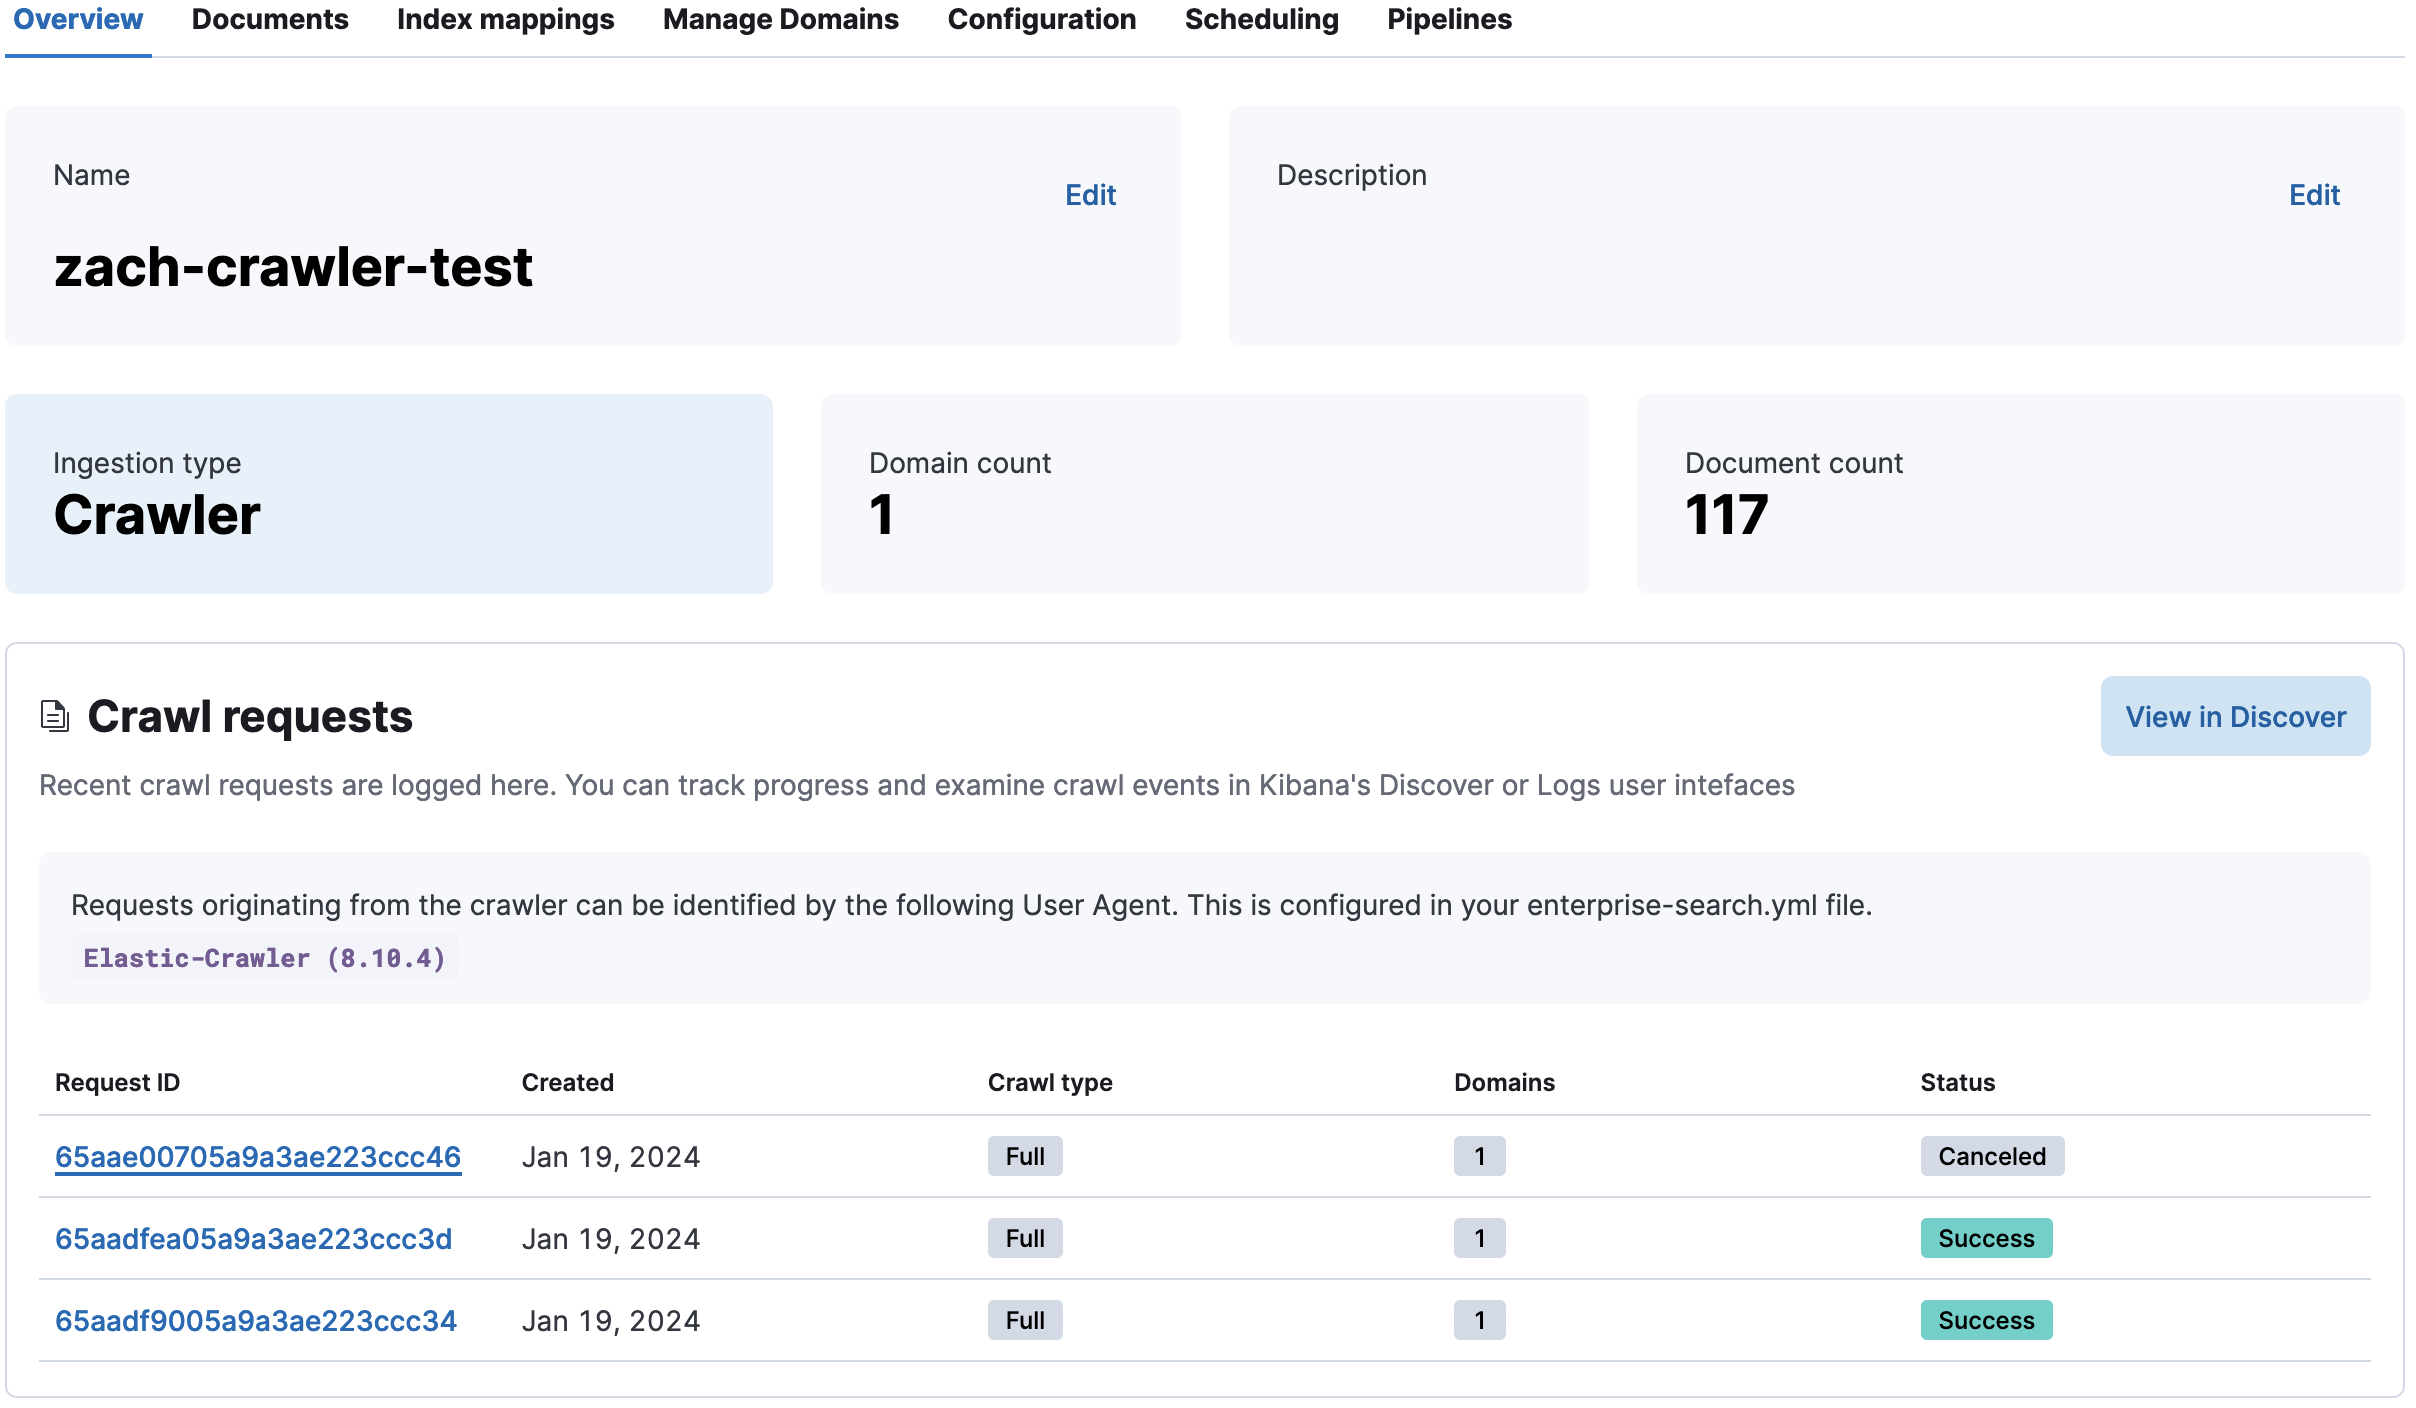 Overview Documents Index mappings Manage Domains Configuration Scheduling Pipelines
Name
Edit
zach-crawler-test
Description
Edit
Ingestion type
Crawler
Domain count
1
Document count
117
Crawl requests
View in Discover
Recent crawl requests are logged here. You can track progress and examine crawl events in Kibana's Discover or Logs user intefaces
Requests originating from the crawler can be identified by the following User Agent. This is configured in your enterprise-search.yml file.
Elastic-Crawler (8.10.4)
Request ID Created Crawl type Domains Status
65aae00705a9a3ae223ccc46 Jan 19, 2024 Full 1 Canceled
65aadfea05a9a3ae223ccc3d Jan 19, 2024 Full 1 Success
65aadf9005a9a3ae223ccc34 Jan 19, 2024 Full 1 Success